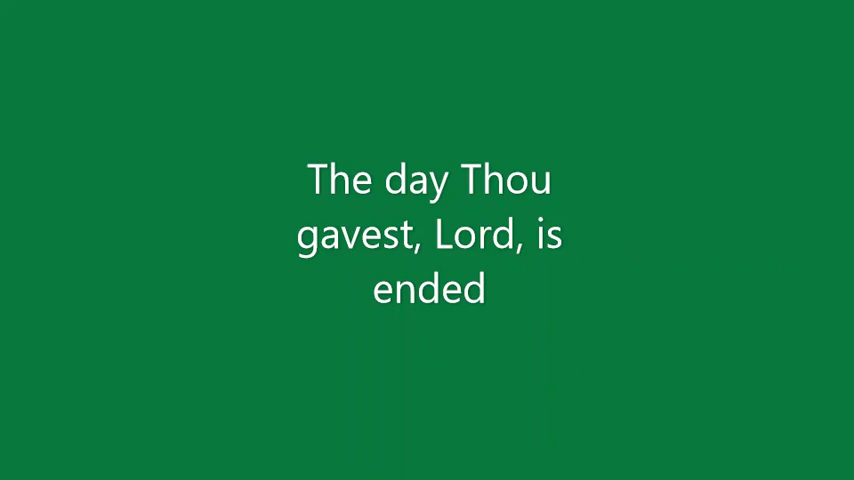 The day Thou
gavest, Lord, is
ended